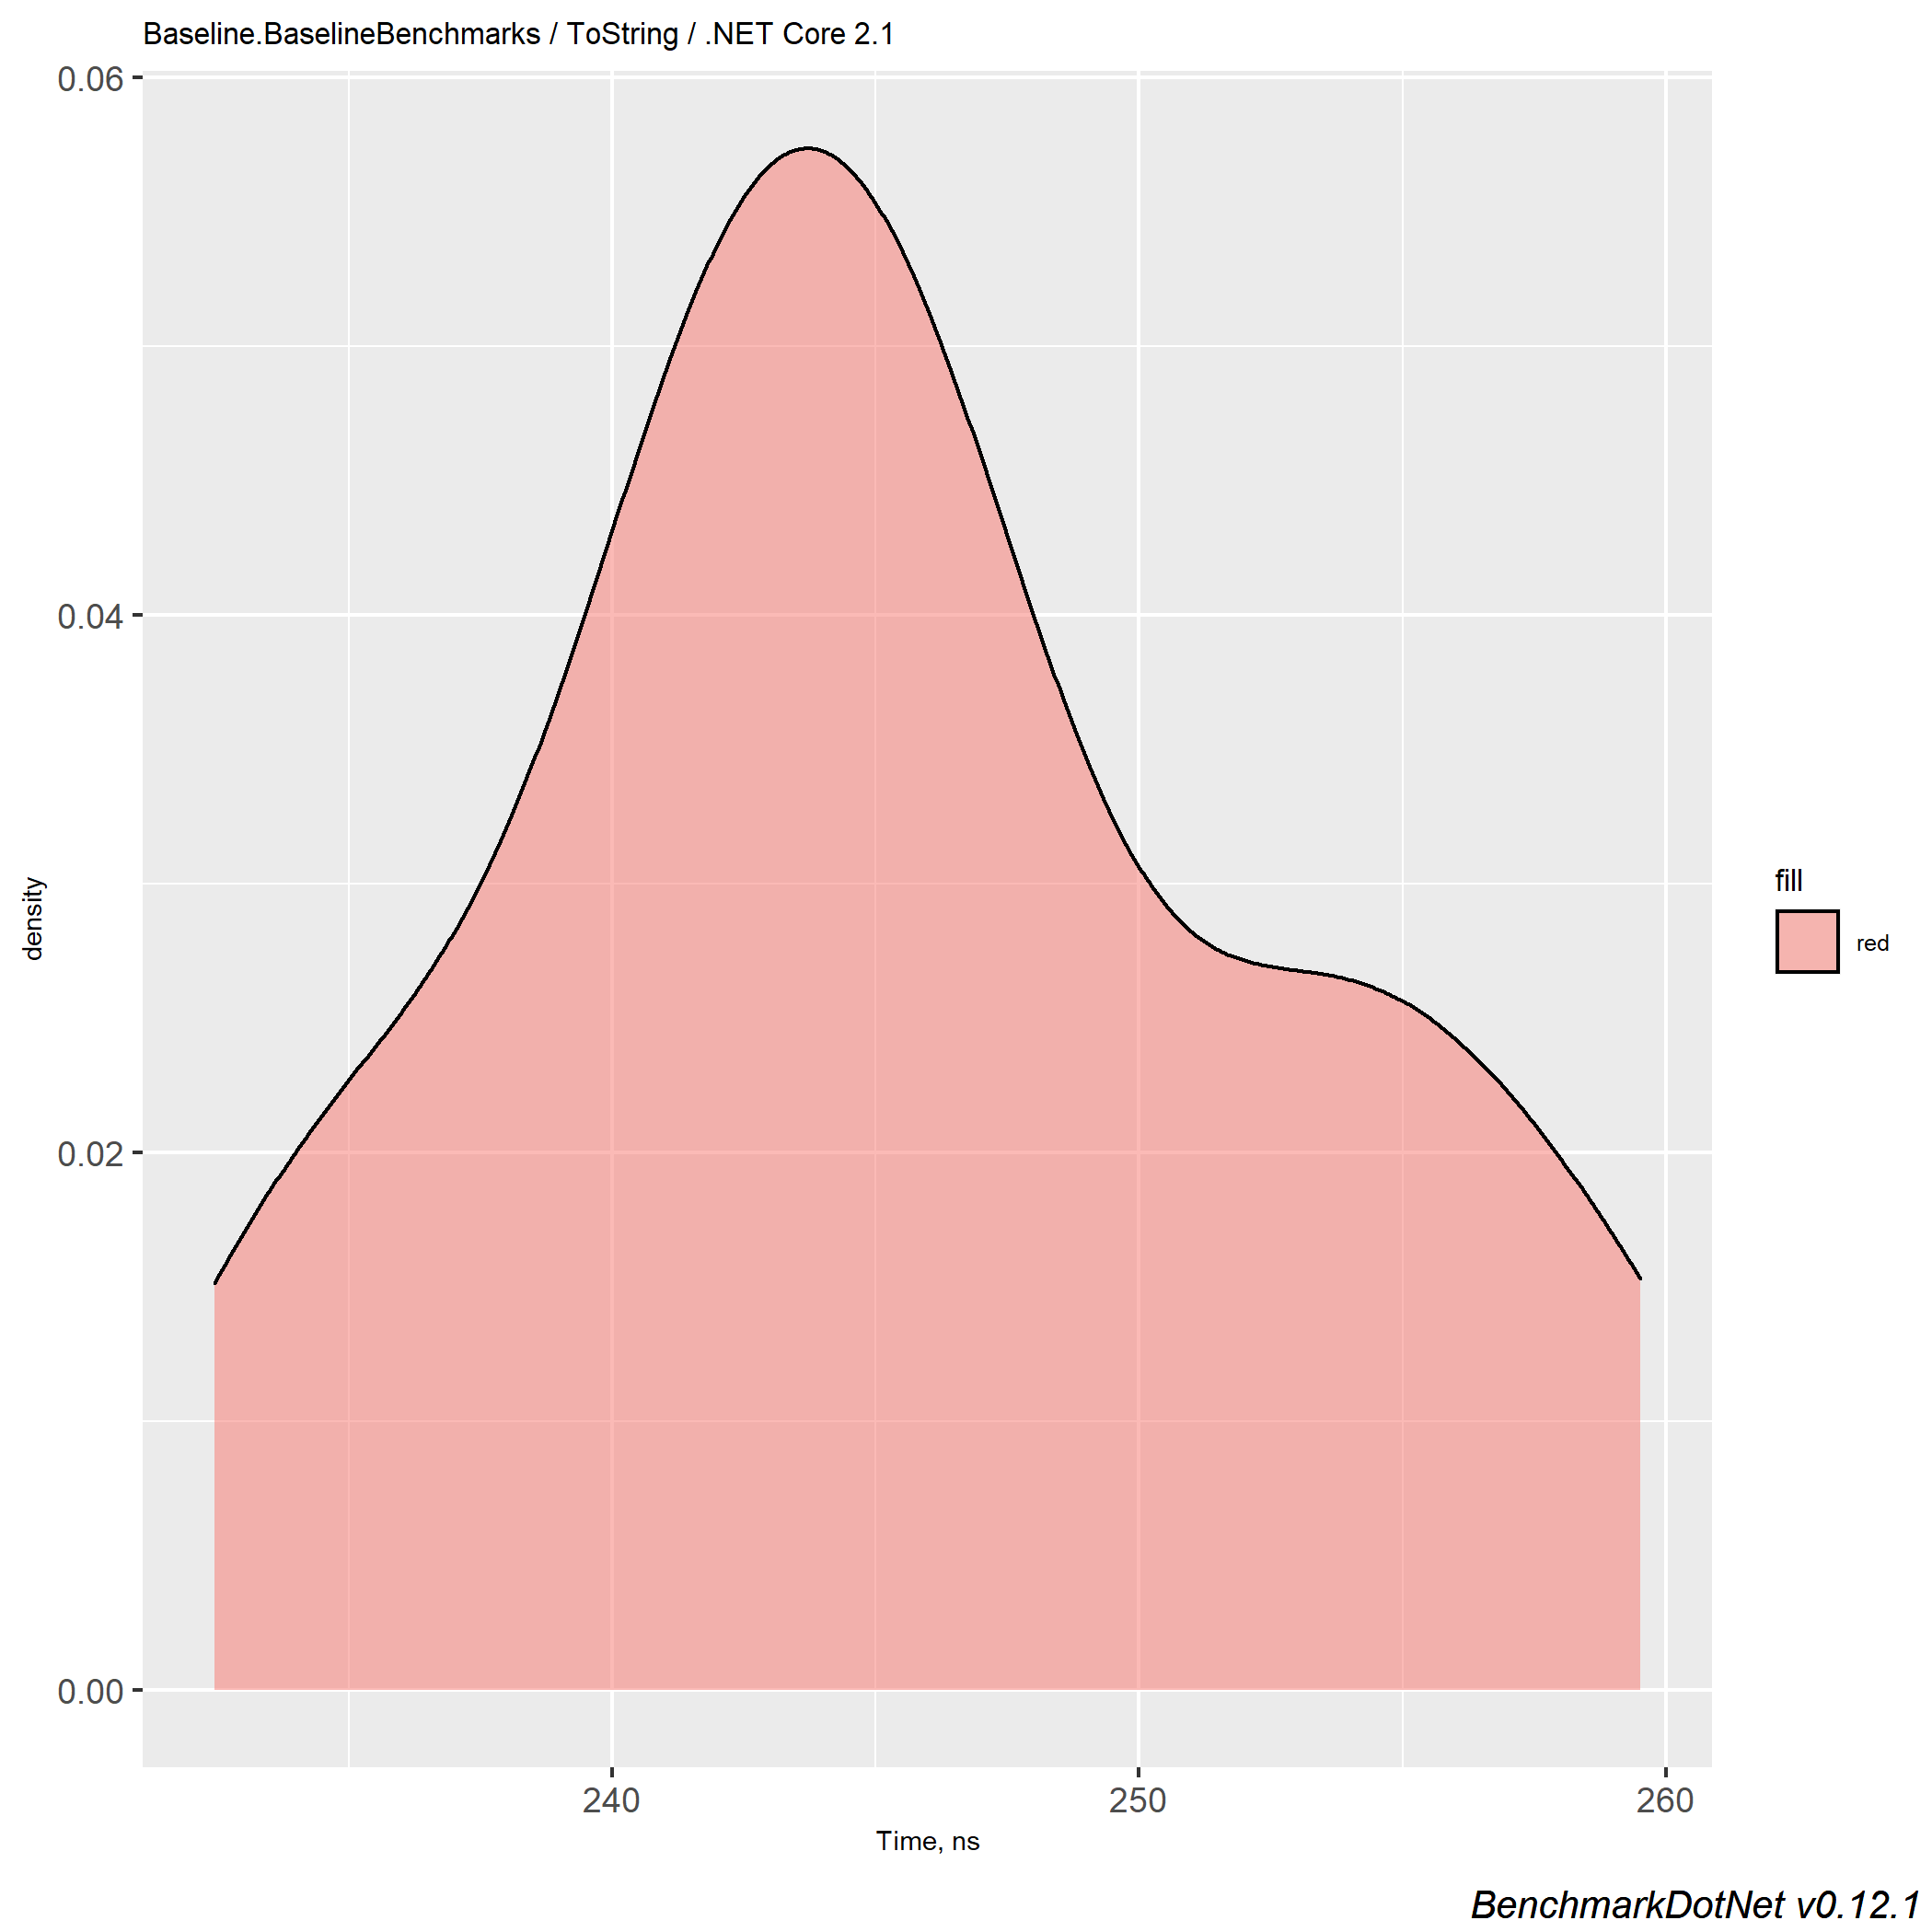 Baseline.BaselineBenchmarks / ToString / .NET Core 2.1
0.06
0.04
0.02
0.00
density
240 250 260
Time, ns
fill
red
BenchmarkDotNet v0.12.1